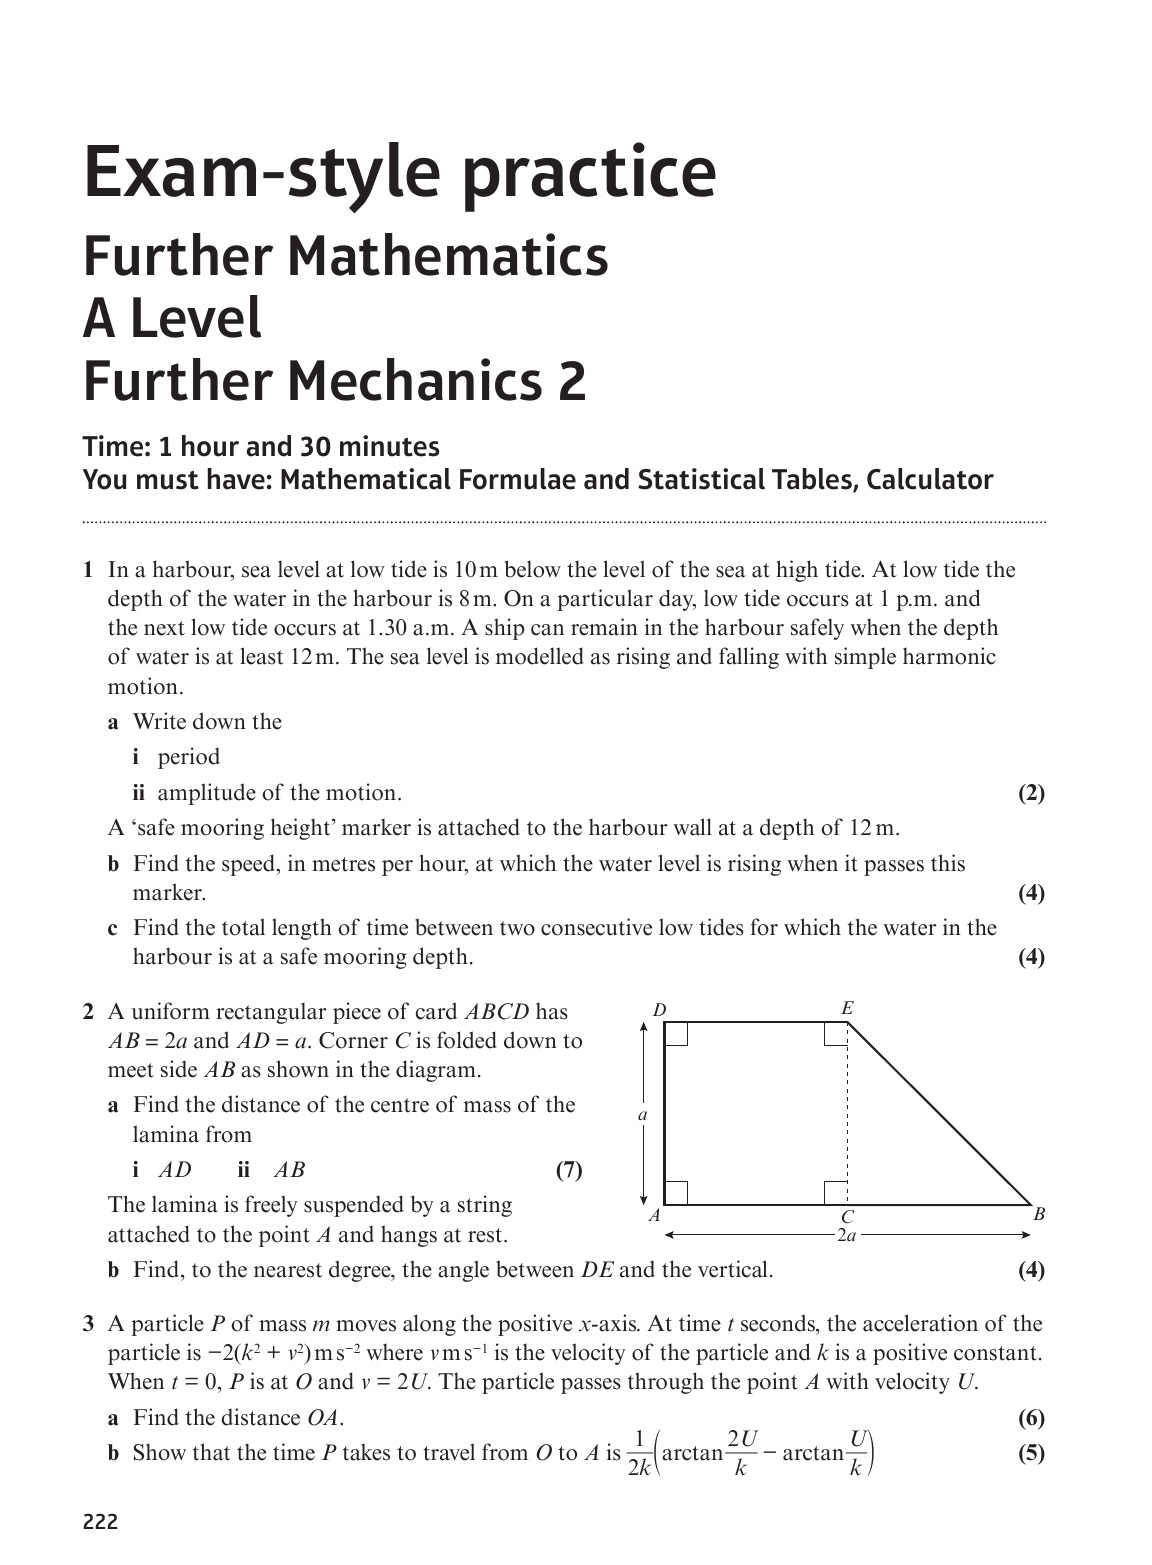 Exam-style practice
Further Mathematics
A Level
Further Mechanics 2
Time: 1 hour and 30 minutes
You must have: Mathematical Formulae and Statistical Tables, Calculator
1 In a harbour, sea level at low tide is 10 m below the level of the sea at high tide. At low tide the
depth of the water in the harbour is 8 m. On a particular day, low tide occurs at 1 p.m. and
the next low tide occurs at 1.30 a.m. A ship can remain in the harbour safely when the depth
of water is at least 12 m. The sea level is modelled as rising and falling with simple harmonic
motion.
a Write down the
i period
ii amplitude of the motion. (2)
A ‘safe mooring height’ marker is attached to the harbour wall at a depth of 12 m.
b Find the speed, in metres per hour, at which the water level is rising when it passes this
marker. (4)
c Find the total length of time between two consecutive low tides for which the water in the
harbour is at a safe mooring depth. (4)
2 A uniform rectangular piece of card ABCD has
AB = 2a and AD = a. Corner C is folded down to
meet side AB as shown in the diagram.
a Find the distance of the centre of mass of the
lamina from
i AD ii AB (7)
The lamina is freely suspended by a string
attached to the point A and hangs at rest.
b Find, to the nearest degree, the angle between DE and the vertical. (4)
D E
a
A C B
2a
3 A particle P of mass m moves along the positive x-axis. At time t seconds, the acceleration of the
particle is −2(k² + v²) m s⁻² where v m s⁻¹ is the velocity of the particle and k is a positive constant.
When t = 0, P is at O and v = 2U. The particle passes through the point A with velocity U.
a Find the distance OA. (6)
b Show that the time P takes to travel from O to A is 1/2k (arctan 2U/k − arctan U/k) (5)
222